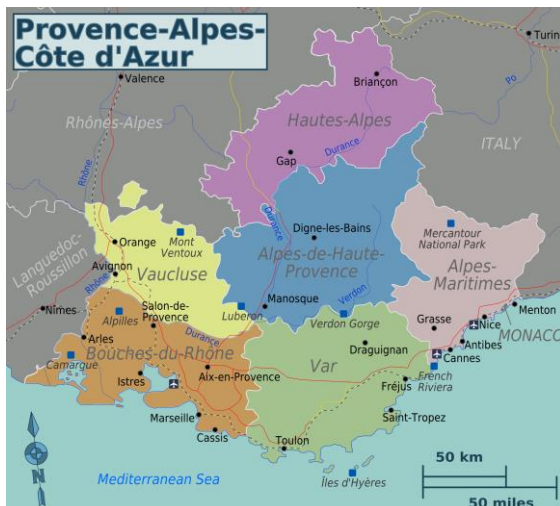 Provence-Alpes-
Côte d'Azur
Turin
Valence
Po
Briançon
Rhônes-Alpes
Hautes-Alpes
Durance
ITALY
Gap
Rhône
Durance
Mercantour
National Park
Digne-les-Bains
Orange
Mont
Ventoux
Languedoc-
Roussillon
Alpes-de-Haute-
Provence
Alpes-
Maritimes
Avignon
Vaucluse
Rhône
Verdon
Manosque
Menton
Nîmes
Salon-de-
Provence
Alpilles
Luberon
Verdon Gorge
Grasse
Nice
MONACO
Durance
Arles
Bouches-du-Rhône
Var
Draguignan
Antibes
Cannes
Camargue
Aix-en-Provence
Istres
Fréjus
French
Riviera
Marseille
Saint-Tropez
Cassis
Toulon
Mediterranean Sea
Îles d'Hyères
50 km
50 miles
N